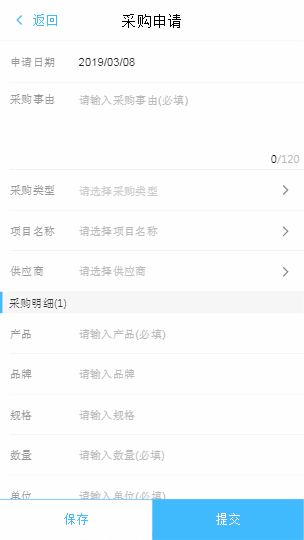 返回 采购申请
申请日期 2019/03/08
采购事由 请输入采购事由(必填)
0/120
采购类型 请选择采购类型
项目名称 请选择项目名称
供应商 请选择供应商
采购明细(1)
产品 请输入产品(必填)
品牌 请输入品牌
规格 请输入规格
数量 请输入数量(必填)
单位 请输入单位(必填)
保存 提交